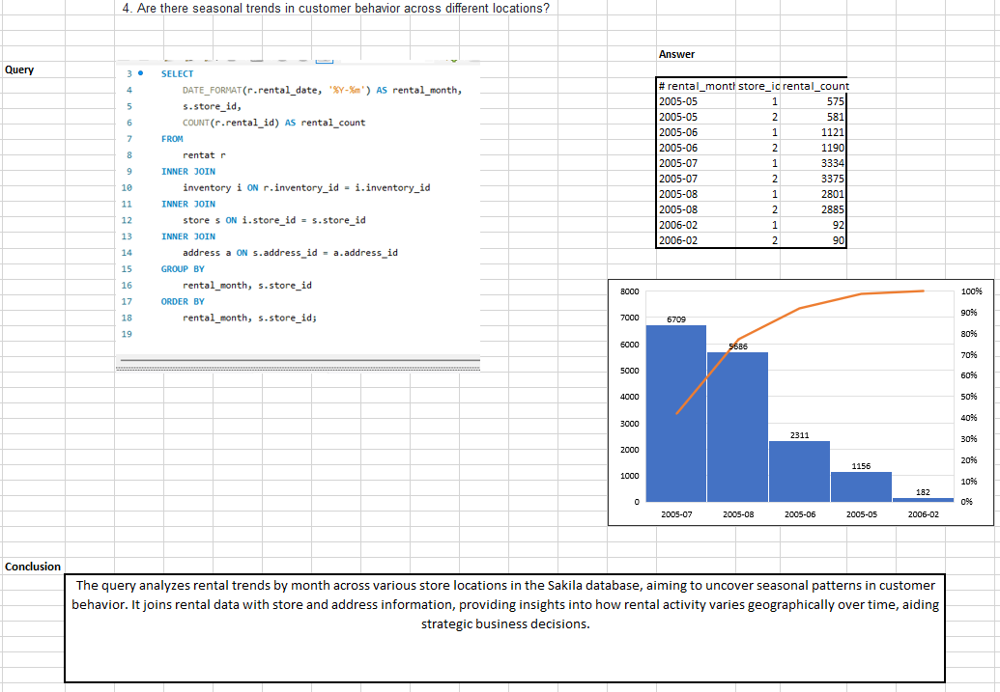 4. Are there seasonal trends in customer behavior across different locations?
Query
3 SELECT
4 DATE_FORMAT(r.rental_date, '%Y-%m') AS rental_month,
5 s.store_id,
6 COUNT(r.rental_id) AS rental_count
7 FROM
8 rentat r
9 INNER JOIN
10 inventory i ON r.inventory_id = i.inventory_id
11 INNER JOIN
12 store s ON i.store_id = s.store_id
13 INNER JOIN
14 address a ON s.address_id = a.address_id
15 GROUP BY
16 rental_month, s.store_id
17 ORDER BY
18 rental_month, s.store_id;
19
Answer
# rental_montl store_ic rental_count
2005-05 1 575
2005-05 2 581
2005-06 1 1121
2005-06 2 1190
2005-07 1 3334
2005-07 2 3375
2005-08 1 2801
2005-08 2 2885
2006-02 1 92
2006-02 2 90
8000 100%
7000 90%
6000 80%
5000 70%
4000 60%
3000 50%
2000 40%
1000 30%
0 20%
10%
0%
6709
5686
2311
1156
182
2005-07 2005-08 2005-06 2005-05 2006-02
Conclusion
The query analyzes rental trends by month across various store locations in the Sakila database, aiming to uncover seasonal patterns in customer
behavior. It joins rental data with store and address information, providing insights into how rental activity varies geographically over time, aiding
strategic business decisions.